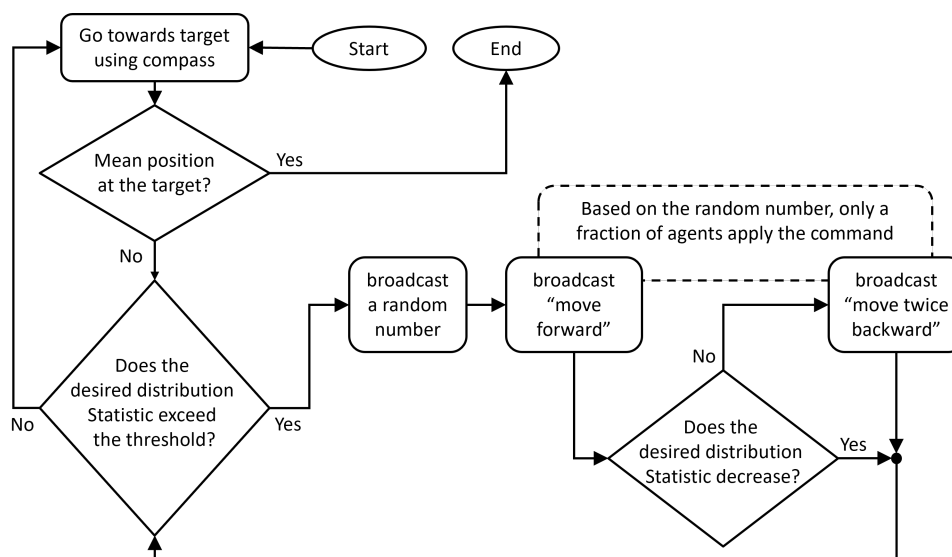 Go towards target
using compass
Start
End
Mean position
at the target?
Yes
No
Based on the random number, only a
fraction of agents apply the command
broadcast
a random
number
broadcast
“move
forward”
broadcast
“move twice
backward”
No
Does the
desired distribution
Statistic exceed
the threshold?
No
Yes
Does the
desired distribution
Statistic decrease?
Yes